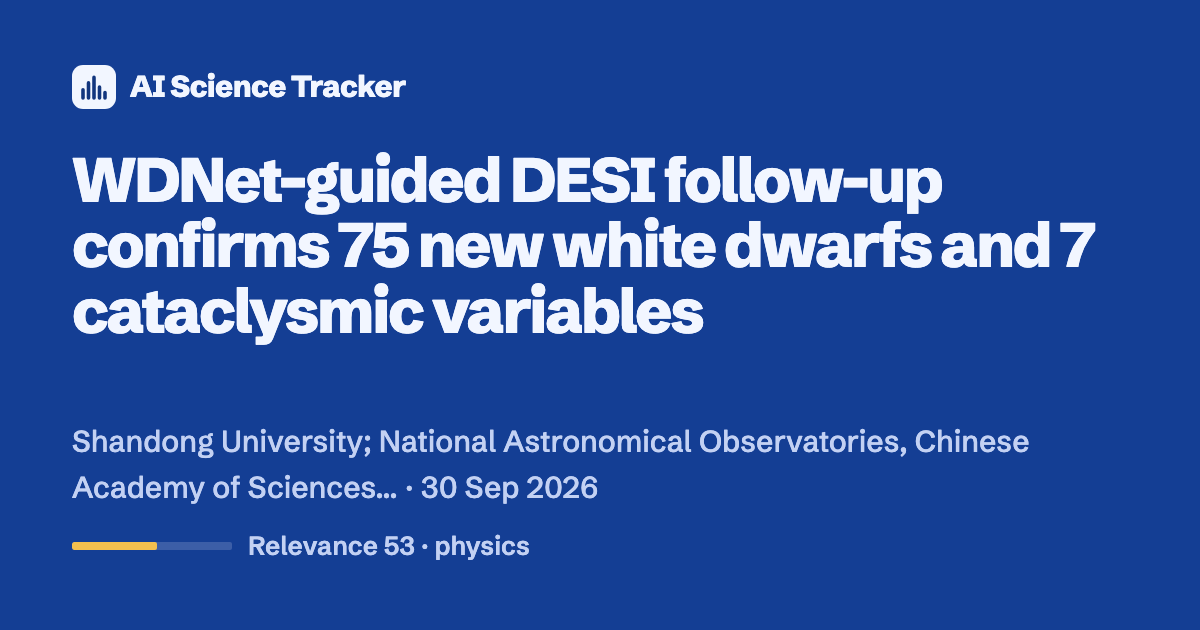 AI Science Tracker
WDNet-guided DESI follow-up
confirms 75 new white dwarfs and 7
cataclysmic variables
Shandong University; National Astronomical Observatories, Chinese
Academy of Sciences... · 30 Sep 2026
Relevance 53 · physics